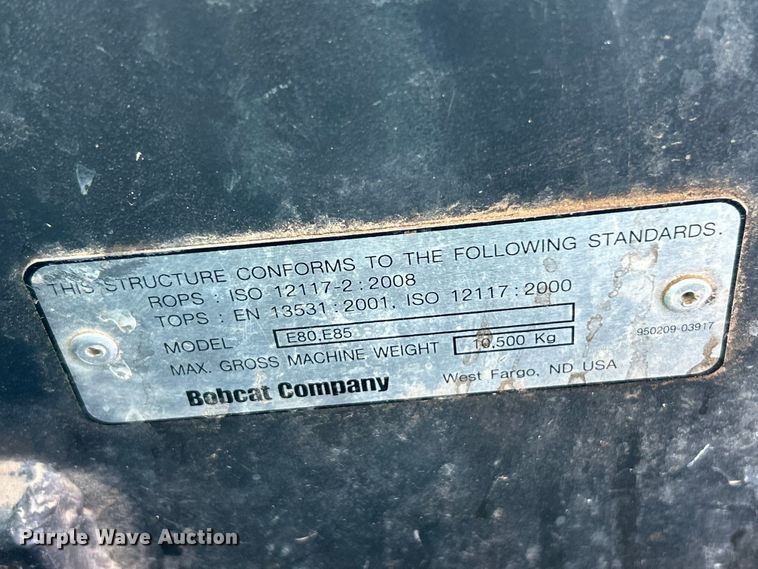 THIS STRUCTURE CONFORMS TO THE FOLLOWING STANDARDS.
ROPS : ISO 12117-2 : 2008
TOPS : EN 13531 : 2001, ISO 12117 : 2000
MODEL E80,E85
MAX. GROSS MACHINE WEIGHT 10,500 Kg
950209-03917
Bobcat Company West Fargo, ND USA
Purple Wave Auction®